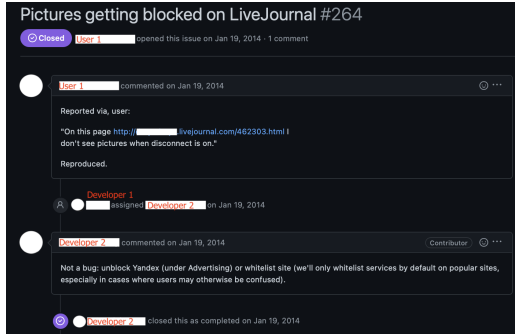 Pictures getting blocked on LiveJournal #264
Closed User 1 opened this issue on Jan 19, 2014 · 1 comment
User 1 commented on Jan 19, 2014
Reported via, user:
"On this page http:// .livejournal.com/462303.html I
don't see pictures when disconnect is on."
Reproduced.
Developer 1
assigned Developer 2 on Jan 19, 2014
Developer 2 commented on Jan 19, 2014 Contributor
Not a bug: unblock Yandex (under Advertising) or whitelist site (we'll only whitelist services by default on popular sites,
especially in cases where users may otherwise be confused).
Developer 2 closed this as completed on Jan 19, 2014